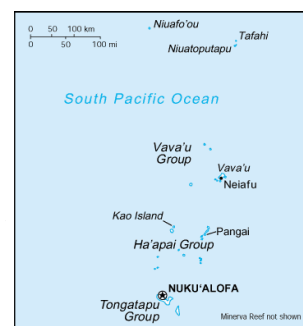 0 50 100 km
0 50 100 mi
Niuafo'ou
Tafahi
Niuatoputapu
South Pacific Ocean
Vava'u
Group
Vava'u
Neiafu
Kao Island
Pangai
Ha'apai Group
NUKU'ALOFA
Tongatapu
Group
Minerva Reef not shown